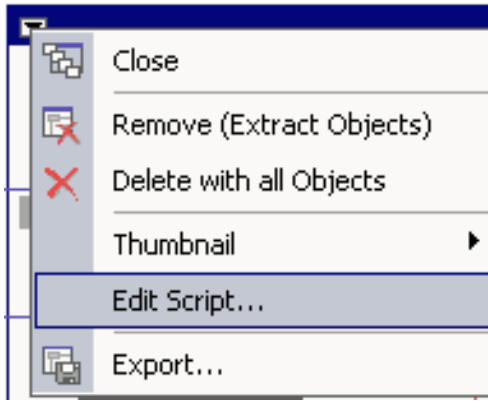 Close
Remove (Extract Objects)
Delete with all Objects
Thumbnail
Edit Script...
Export...